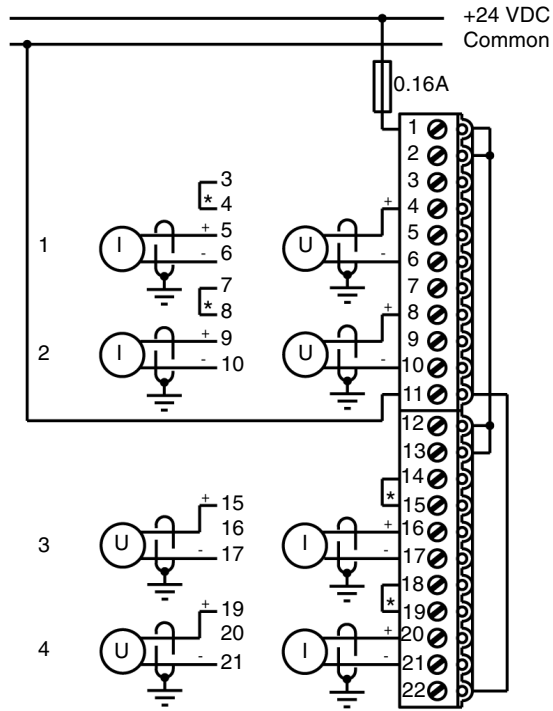 +24 VDC
Common
0.16A
1
2
3
3
* 4
+ 4
1 I + 5 U 5
- 6 - 6
7 7
* 8 + 8
2 I + 9 U 9
- 10 - 10
11
12
13
14
+ 15 * 15
3 U 16 I + 16
- 17 - 17
18
+ 19 * 19
4 U 20 I + 20
- 21 - 21
22